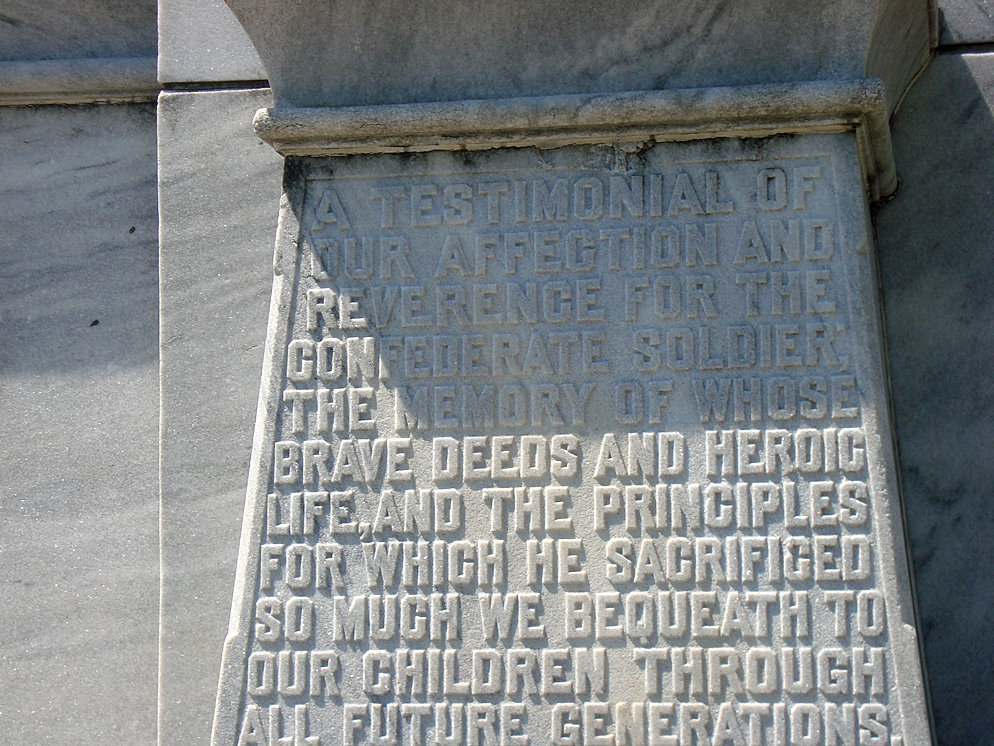 A TESTIMONIAL OF
OUR AFFECTION AND
REVERENCE FOR THE
CONFEDERATE SOLDIER;
THE MEMORY OF WHOSE
BRAVE DEEDS AND HEROIC
LIFE, AND THE PRINCIPLES
FOR WHICH HE SACRIFICED
SO MUCH WE BEQUEATH TO
OUR CHILDREN THROUGH
ALL FUTURE GENERATIONS.